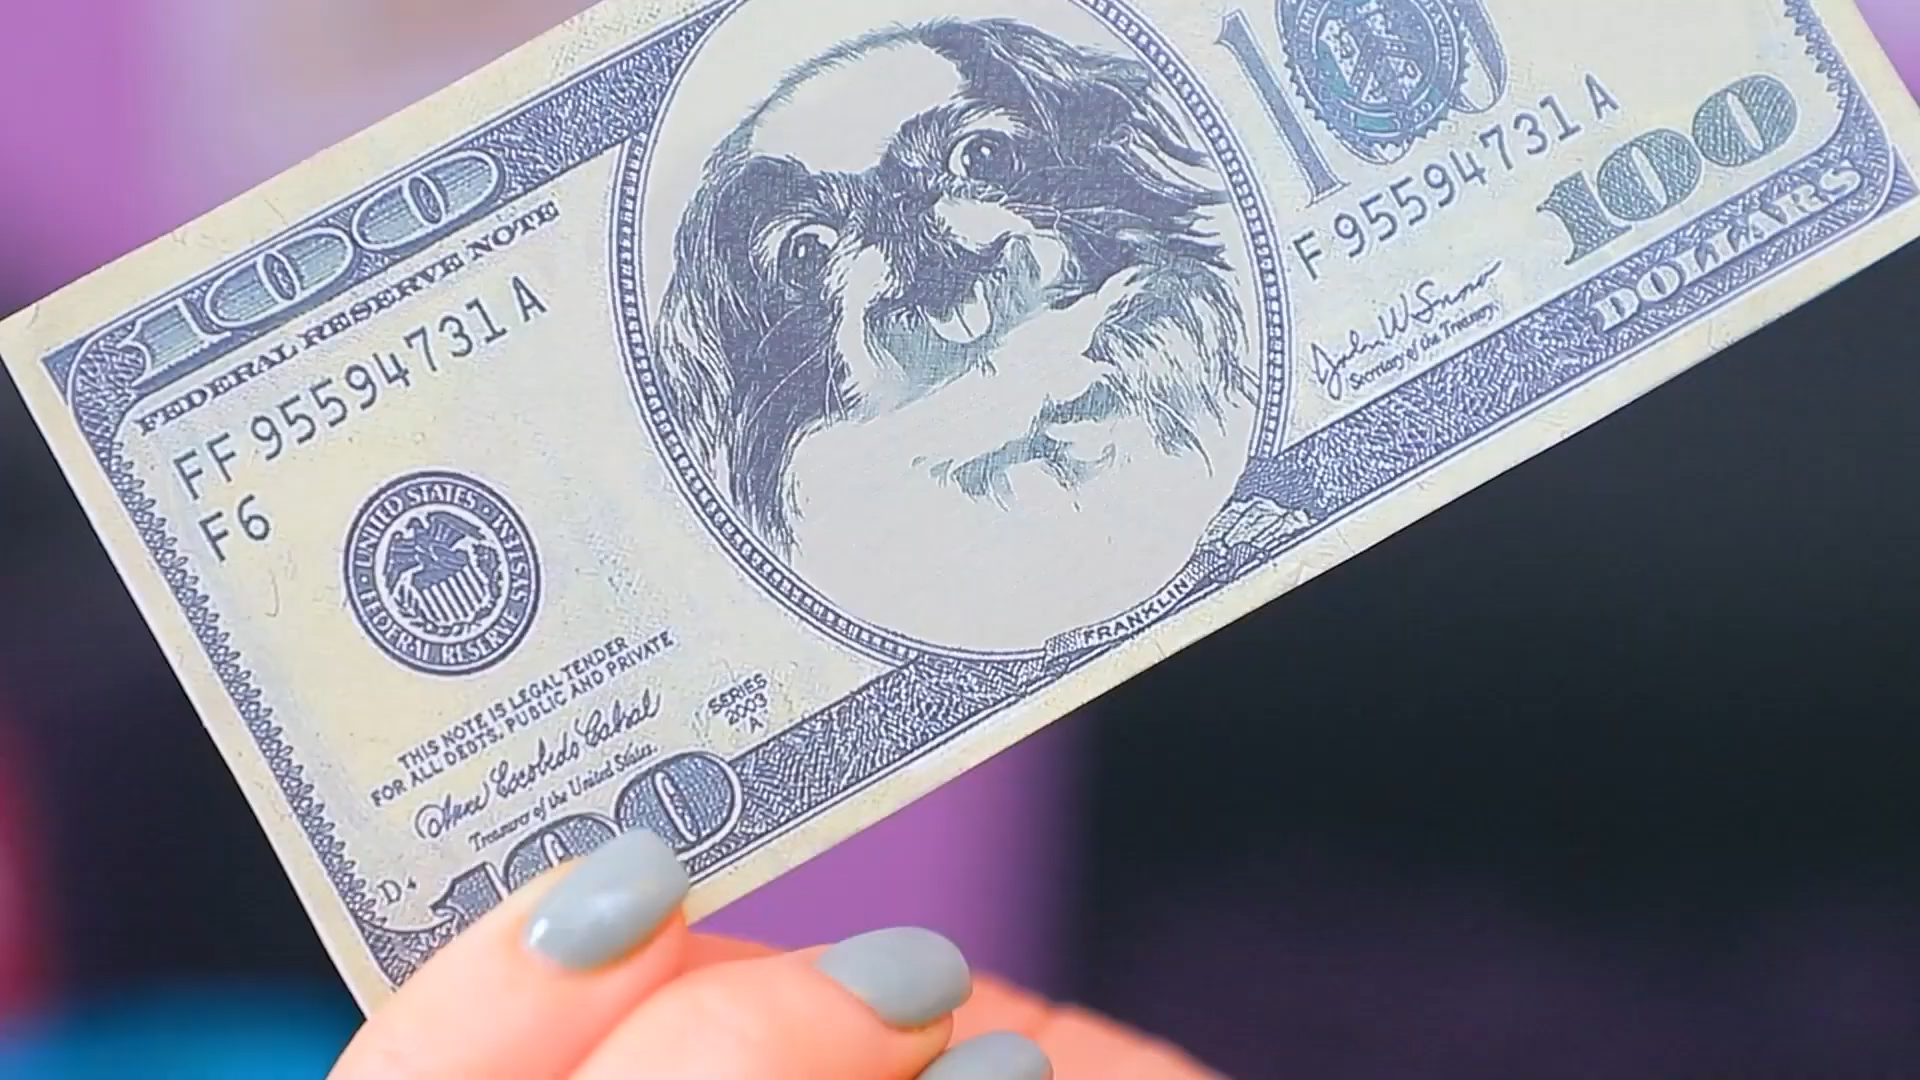 100
FEDERAL RESERVE NOTE
FF 95594731 A
F6
UNITED STATES
FEDERAL RESERVE SYSTEM
THIS NOTE IS LEGAL TENDER
FOR ALL DEBTS, PUBLIC AND PRIVATE
Treasurer of the United States.
SERIES
2003
A
D4
100
FRANKLIN
F 95594731 A
Secretary of the Treasury.
100
DOLLARS